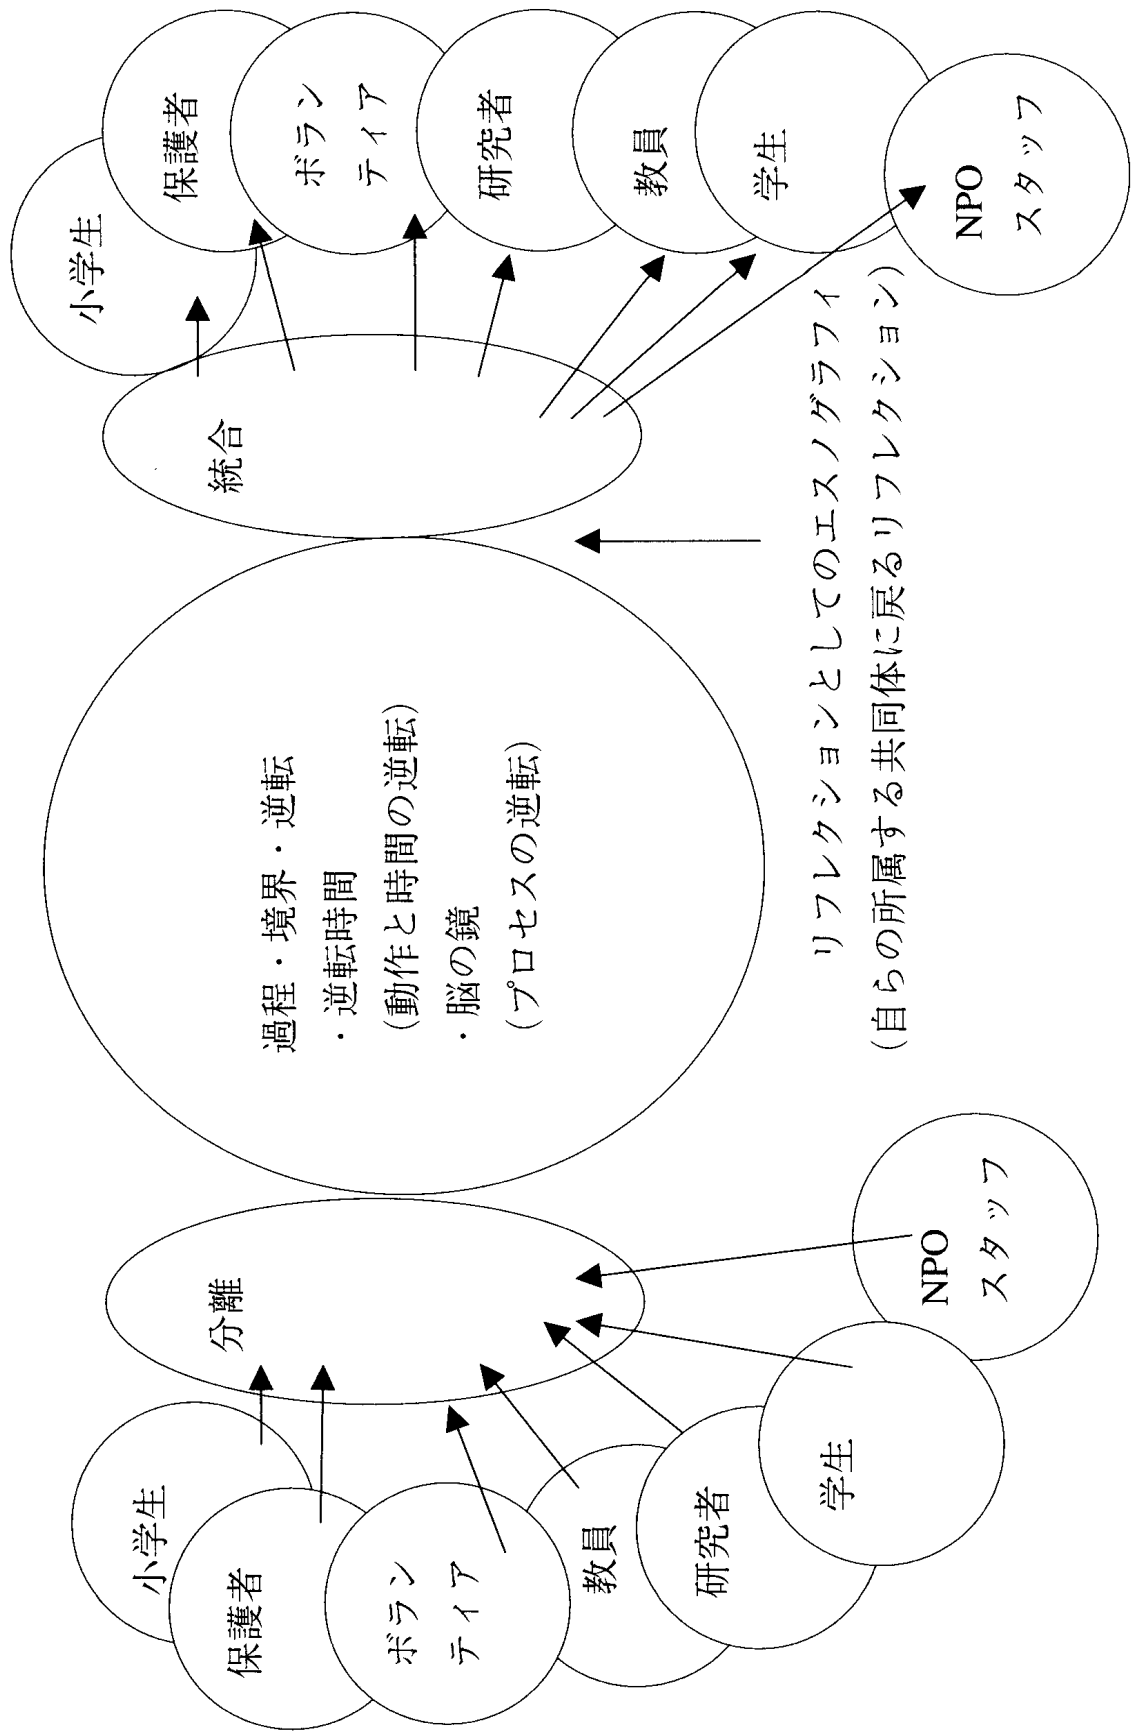 小学生
保護者
ボラン
ティア
教員
研究者
学生
NPO
スタッフ
分離
過程・境界・逆転
・逆転時間
(動作と時間の逆転)
・脳の鏡
(プロセスの逆転)
統合
小学生
保護者
ボラン
ティア
研究者
教員
学生
NPO
スタッフ
リフレクションとしてのエスノグラフィ
(自らの所属する共同体に戻るリフレクション)